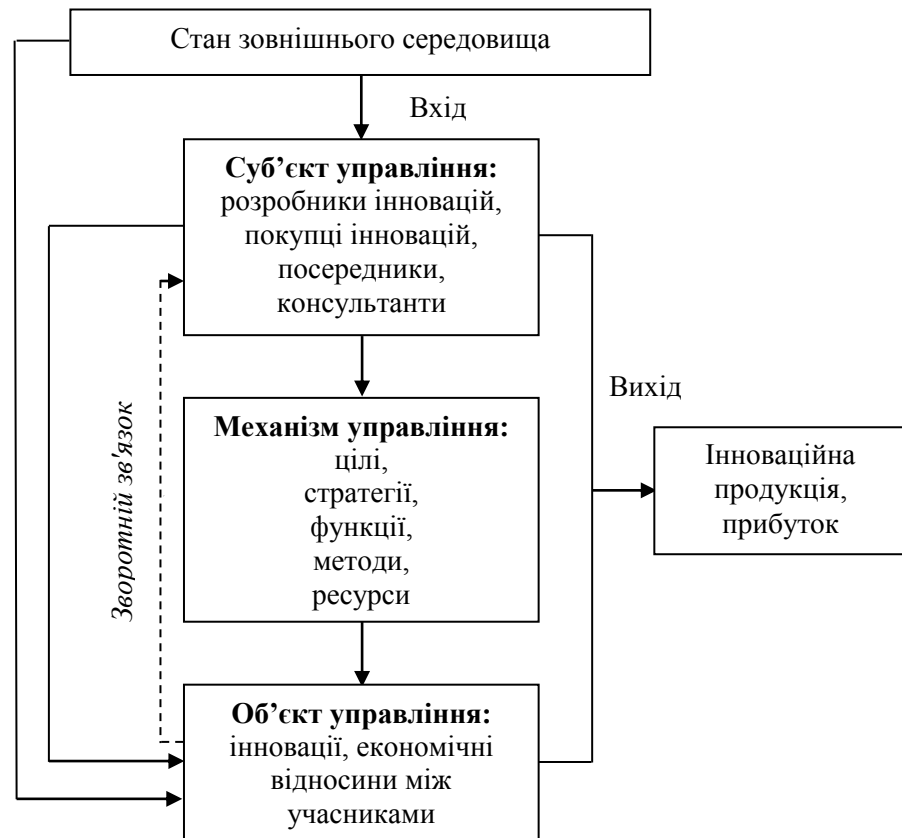 Стан зовнішнього середовища
Вхід
Суб’єкт управління:
розробники інновацій,
покупці інновацій,
посередники,
консультанти
Зворотній зв'язок
Механізм управління:
цілі,
стратегії,
функції,
методи,
ресурси
Вихід
Інноваційна
продукція,
прибуток
Об’єкт управління:
інновації, економічні
відносини між
учасниками